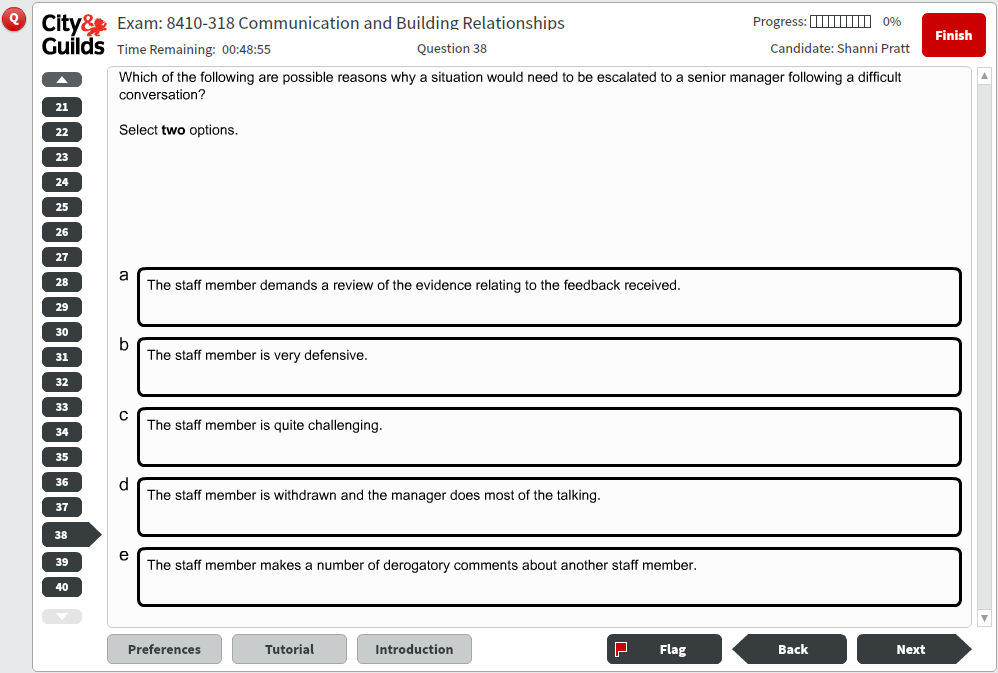 Q
City&
Guilds
Exam: 8410-318 Communication and Building Relationships
Progress: 0%
Finish
Time Remaining: 00:48:55
Question 38
Candidate: Shanni Pratt
21
22
23
24
25
26
27
28
29
30
31
32
33
34
35
36
37
38
39
40
Which of the following are possible reasons why a situation would need to be escalated to a senior manager following a difficult
conversation?
Select two options.
a
The staff member demands a review of the evidence relating to the feedback received.
b
The staff member is very defensive.
c
The staff member is quite challenging.
d
The staff member is withdrawn and the manager does most of the talking.
e
The staff member makes a number of derogatory comments about another staff member.
Preferences
Tutorial
Introduction
Flag
Back
Next